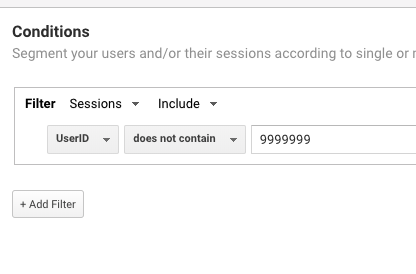 Conditions
Segment your users and/or their sessions according to single or
Filter Sessions Include
UserID does not contain 9999999
+ Add Filter